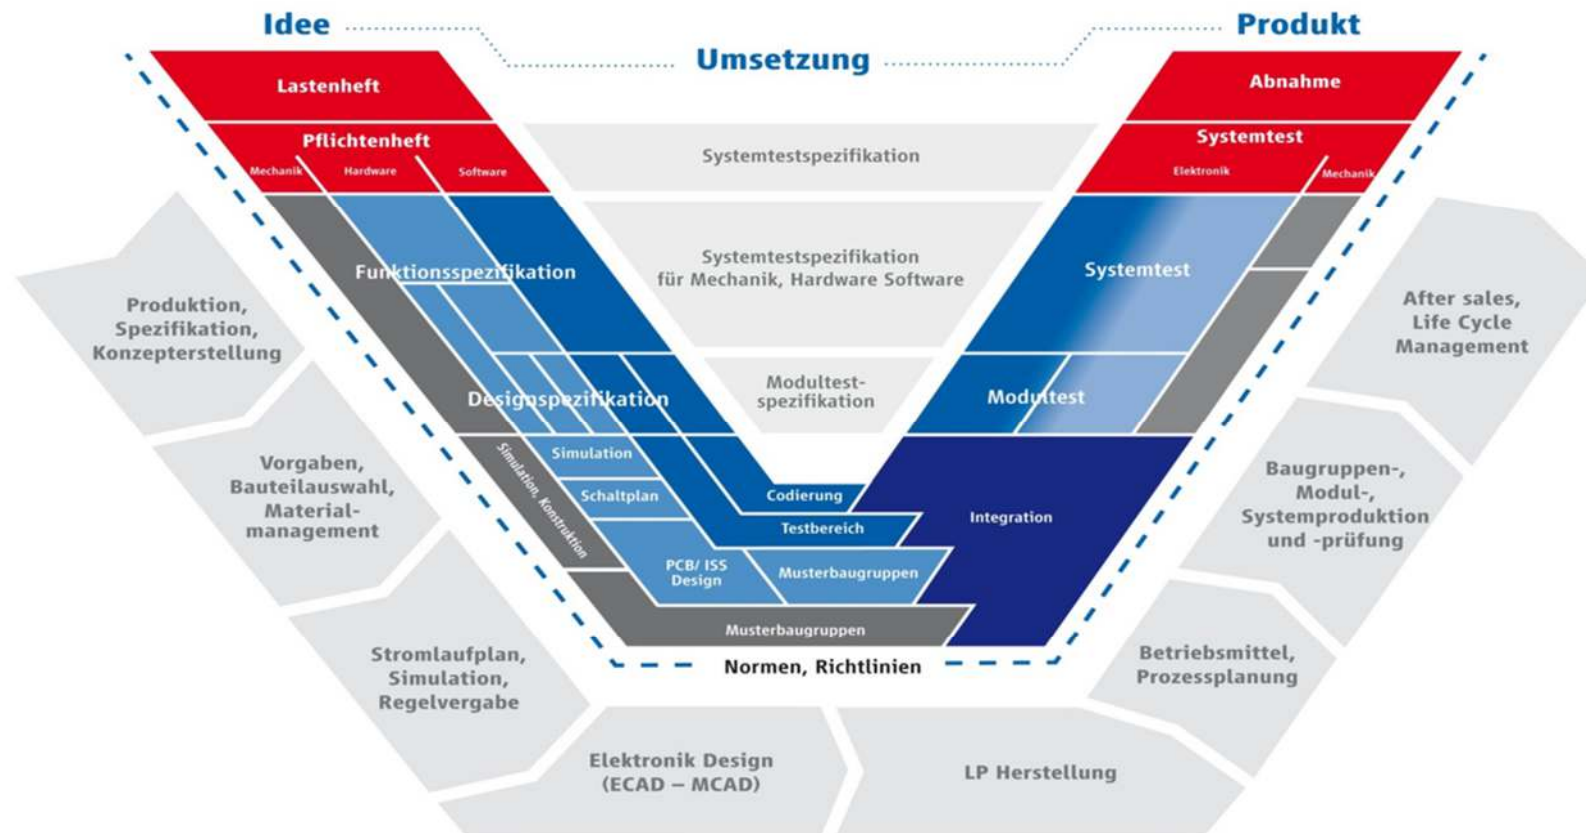 Idee
Umsetzung
Produkt
Lastenheft
Pflichtenheft
Mechanik
Hardware
Software
Funktionsspezifikation
Designspezifikation
Simulation
Schaltplan
Simulation, Konstruktion
PCB/ ISS
Design
Musterbaugruppen
Musterbaugruppen
Codierung
Testbereich
Integration
Systemtestspezifikation
Systemtestspezifikation
für Mechanik, Hardware Software
Modultest-
spezifikation
Abnahme
Systemtest
Elektronik
Mechanik
Systemtest
Modultest
Normen, Richtlinien
Produktion,
Spezifikation,
Konzepterstellung
Vorgaben,
Bauteilauswahl,
Material-
management
Stromlaufplan,
Simulation,
Regelvergabe
Elektronik Design
(ECAD – MCAD)
LP Herstellung
Betriebsmittel,
Prozessplanung
Baugruppen-,
Modul-,
Systemproduktion
und -prüfung
After sales,
Life Cycle
Management